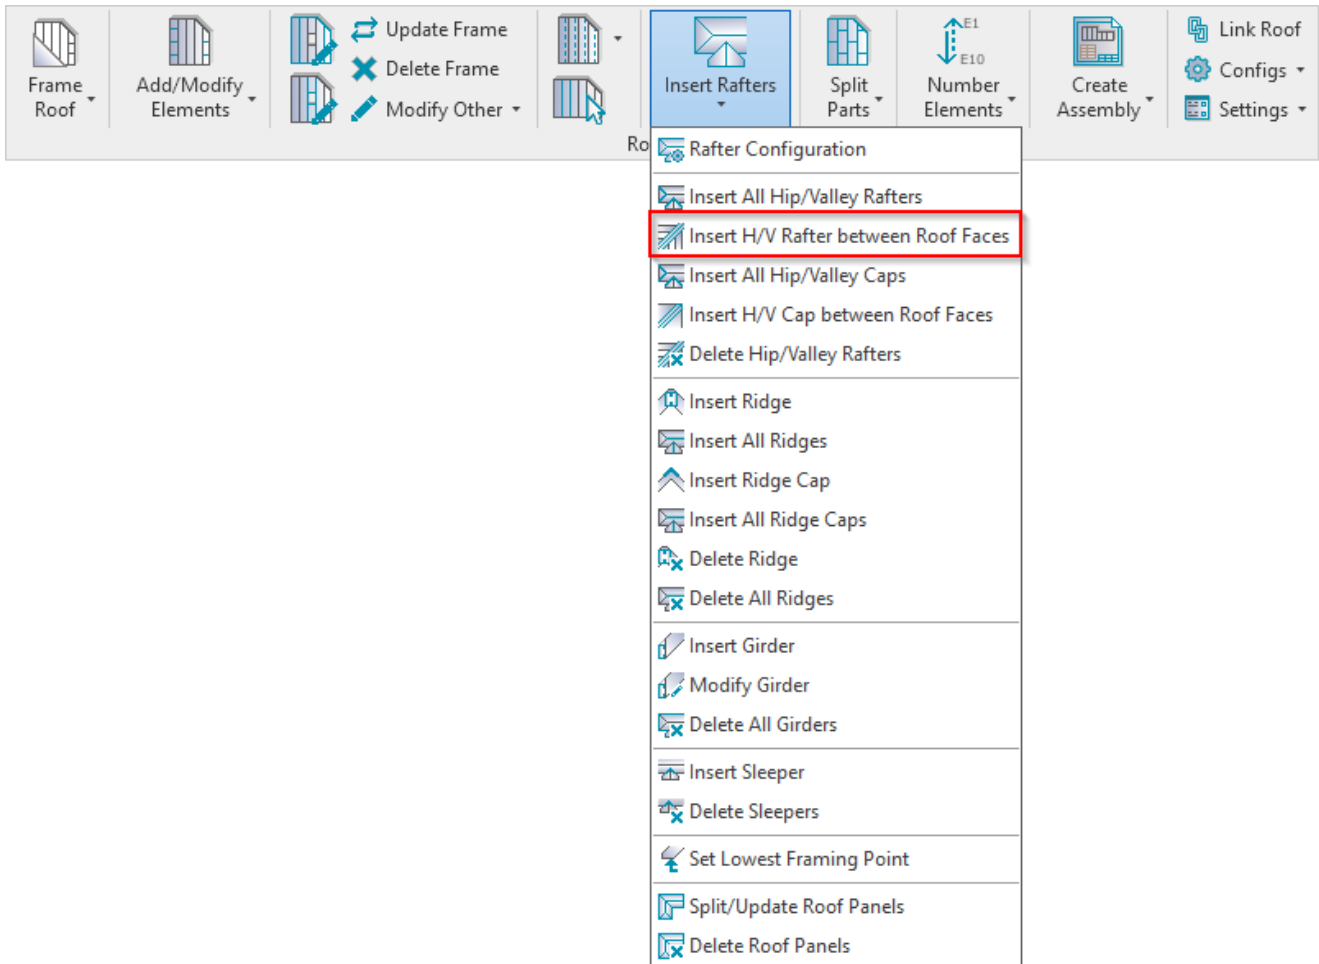 Frame
Roof
Add/Modify
Elements
Update Frame
Delete Frame
Modify Other
Insert Rafters
Split
Parts
E1
E10
Number
Elements
Create
Assembly
Link Roof
Configs
Settings
Ro
Rafter Configuration
Insert All Hip/Valley Rafters
Insert H/V Rafter between Roof Faces
Insert All Hip/Valley Caps
Insert H/V Cap between Roof Faces
Delete Hip/Valley Rafters
Insert Ridge
Insert All Ridges
Insert Ridge Cap
Insert All Ridge Caps
Delete Ridge
Delete All Ridges
Insert Girder
Modify Girder
Delete All Girders
Insert Sleeper
Delete Sleepers
Set Lowest Framing Point
Split/Update Roof Panels
Delete Roof Panels